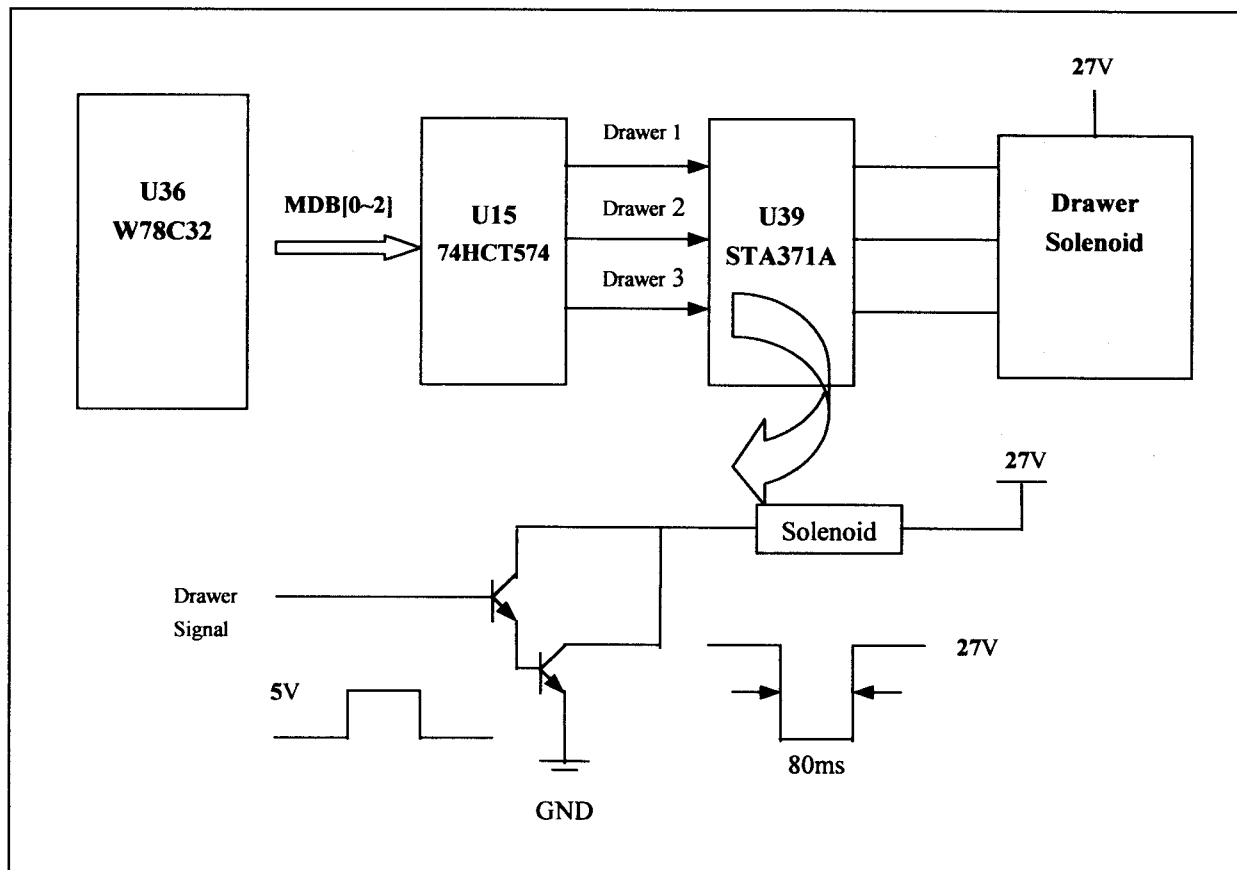 27V
U36
W78C32
MDB[0~2]
U15
74HCT574
Drawer 1
Drawer 2
Drawer 3
U39
STA371A
Drawer
Solenoid
27V
Solenoid
Drawer
Signal
5V
27V
80ms
GND